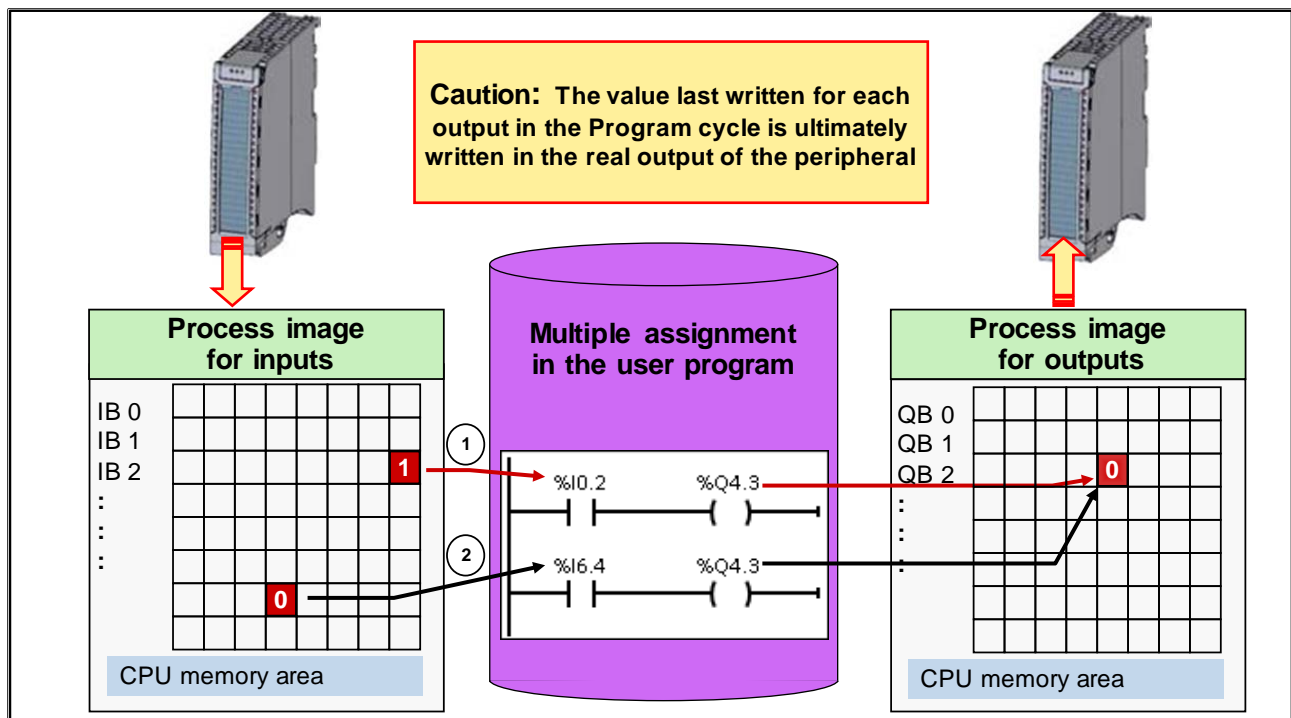 Caution: The value last written for each
output in the Program cycle is ultimately
written in the real output of the peripheral
Process image
for inputs
IB 0
IB 1
IB 2
:
:
:
1
0
CPU memory area
Multiple assignment
in the user program
1
2
%I0.2 %Q4.3
%I6.4 %Q4.3
Process image
for outputs
QB 0
QB 1
QB 2
:
:
:
0
CPU memory area